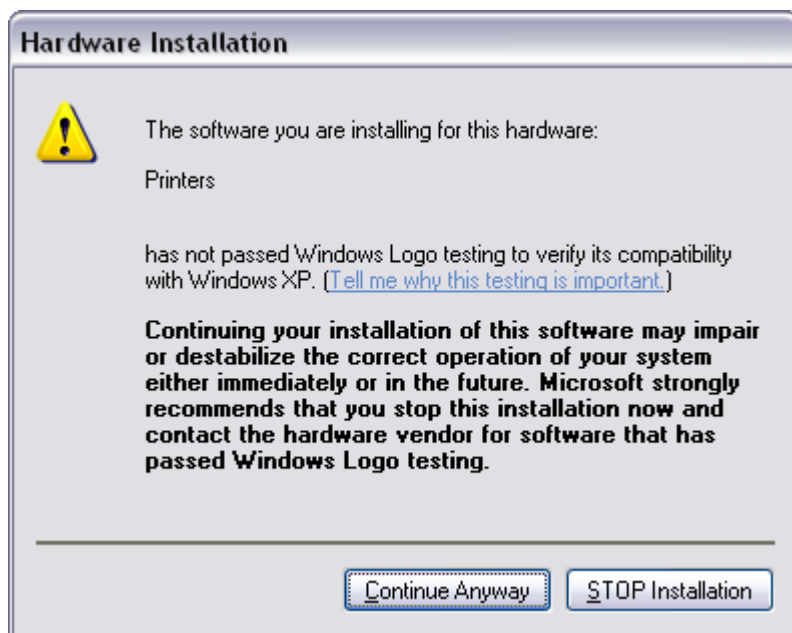 Hardware Installation
The software you are installing for this hardware:
Printers
has not passed Windows Logo testing to verify its compatibility
with Windows XP. (Tell me why this testing is important.)
Continuing your installation of this software may impair
or destabilize the correct operation of your system
either immediately or in the future. Microsoft strongly
recommends that you stop this installation now and
contact the hardware vendor for software that has
passed Windows Logo testing.
Continue Anyway
STOP Installation